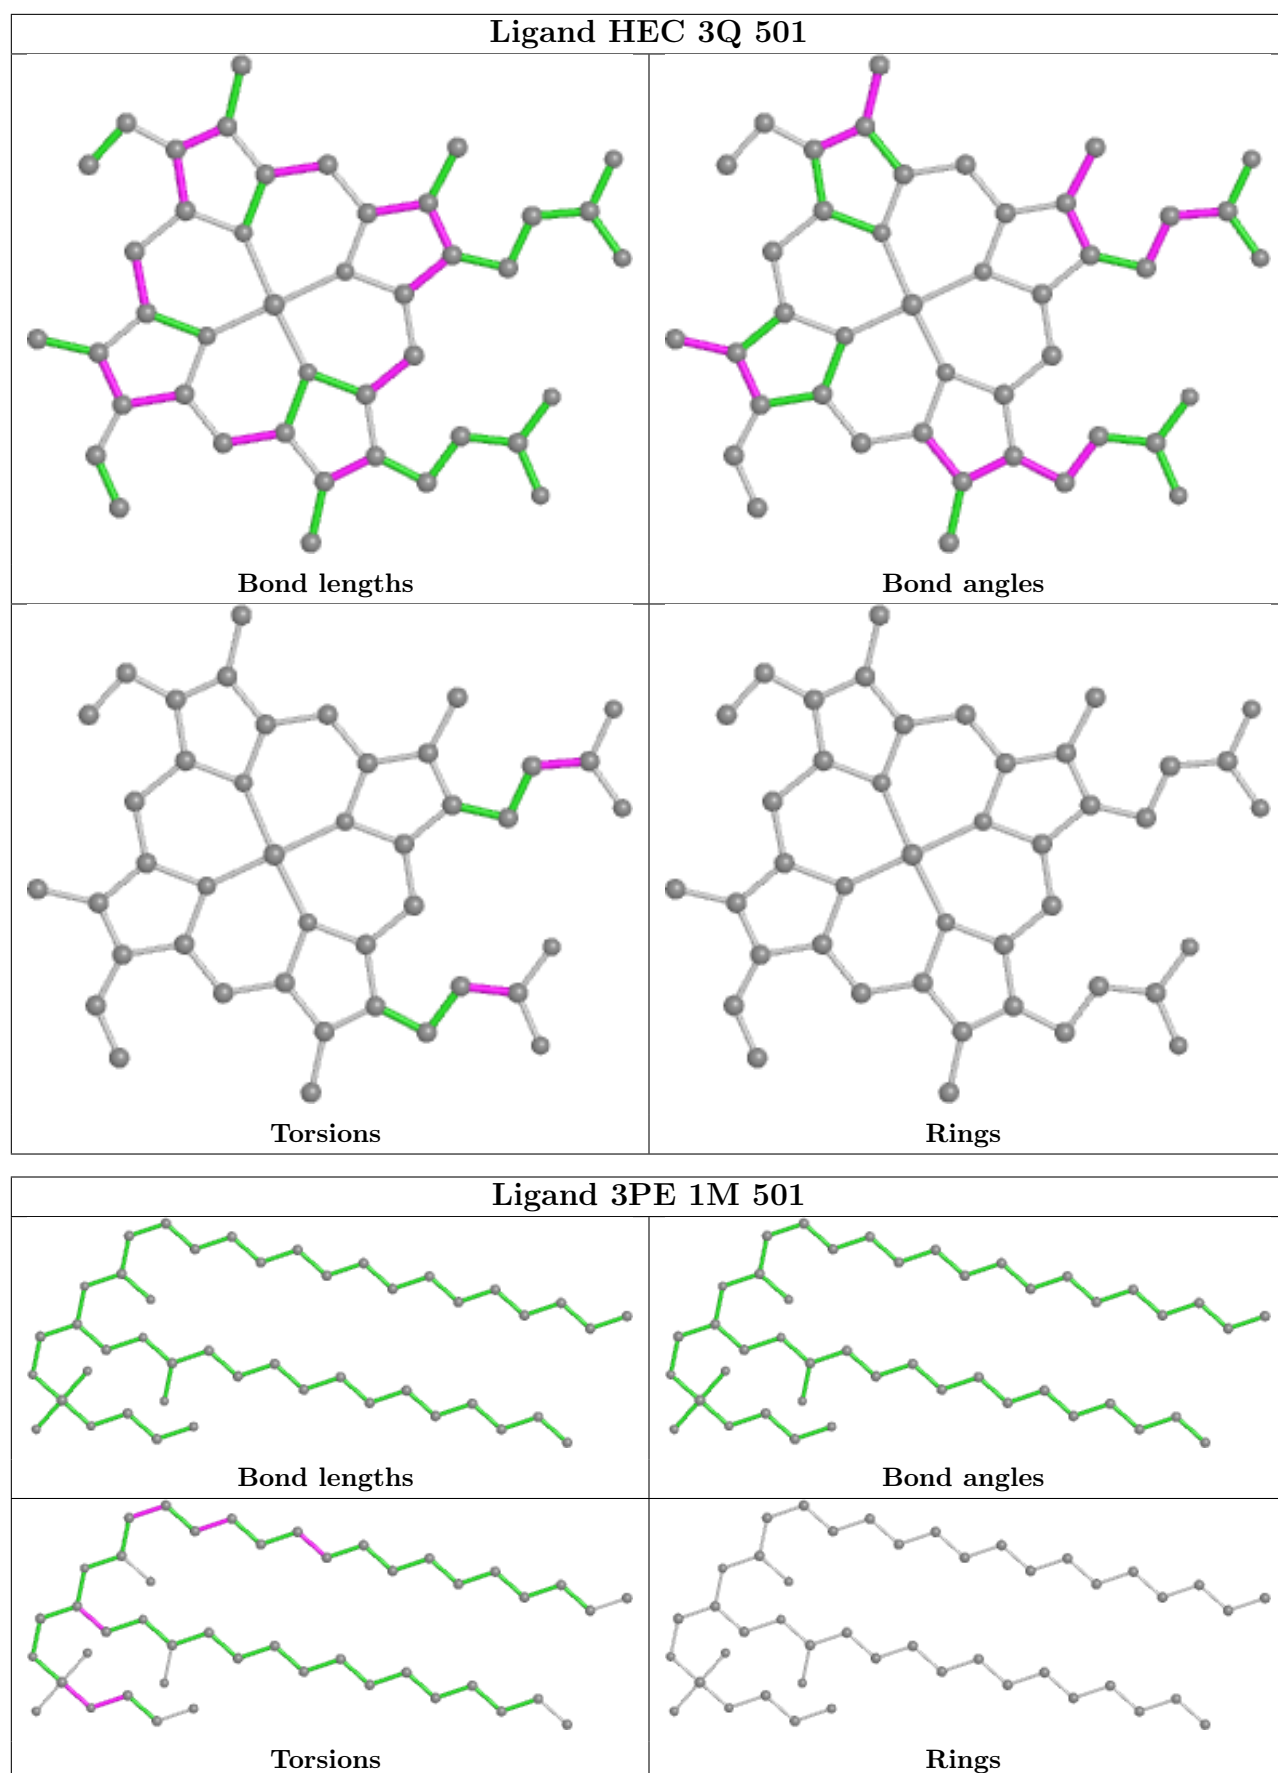 Ligand HEC 3Q 501
Bond lengths
Bond angles
Torsions
Rings
Ligand 3PE 1M 501
Bond lengths
Bond angles
Torsions
Rings